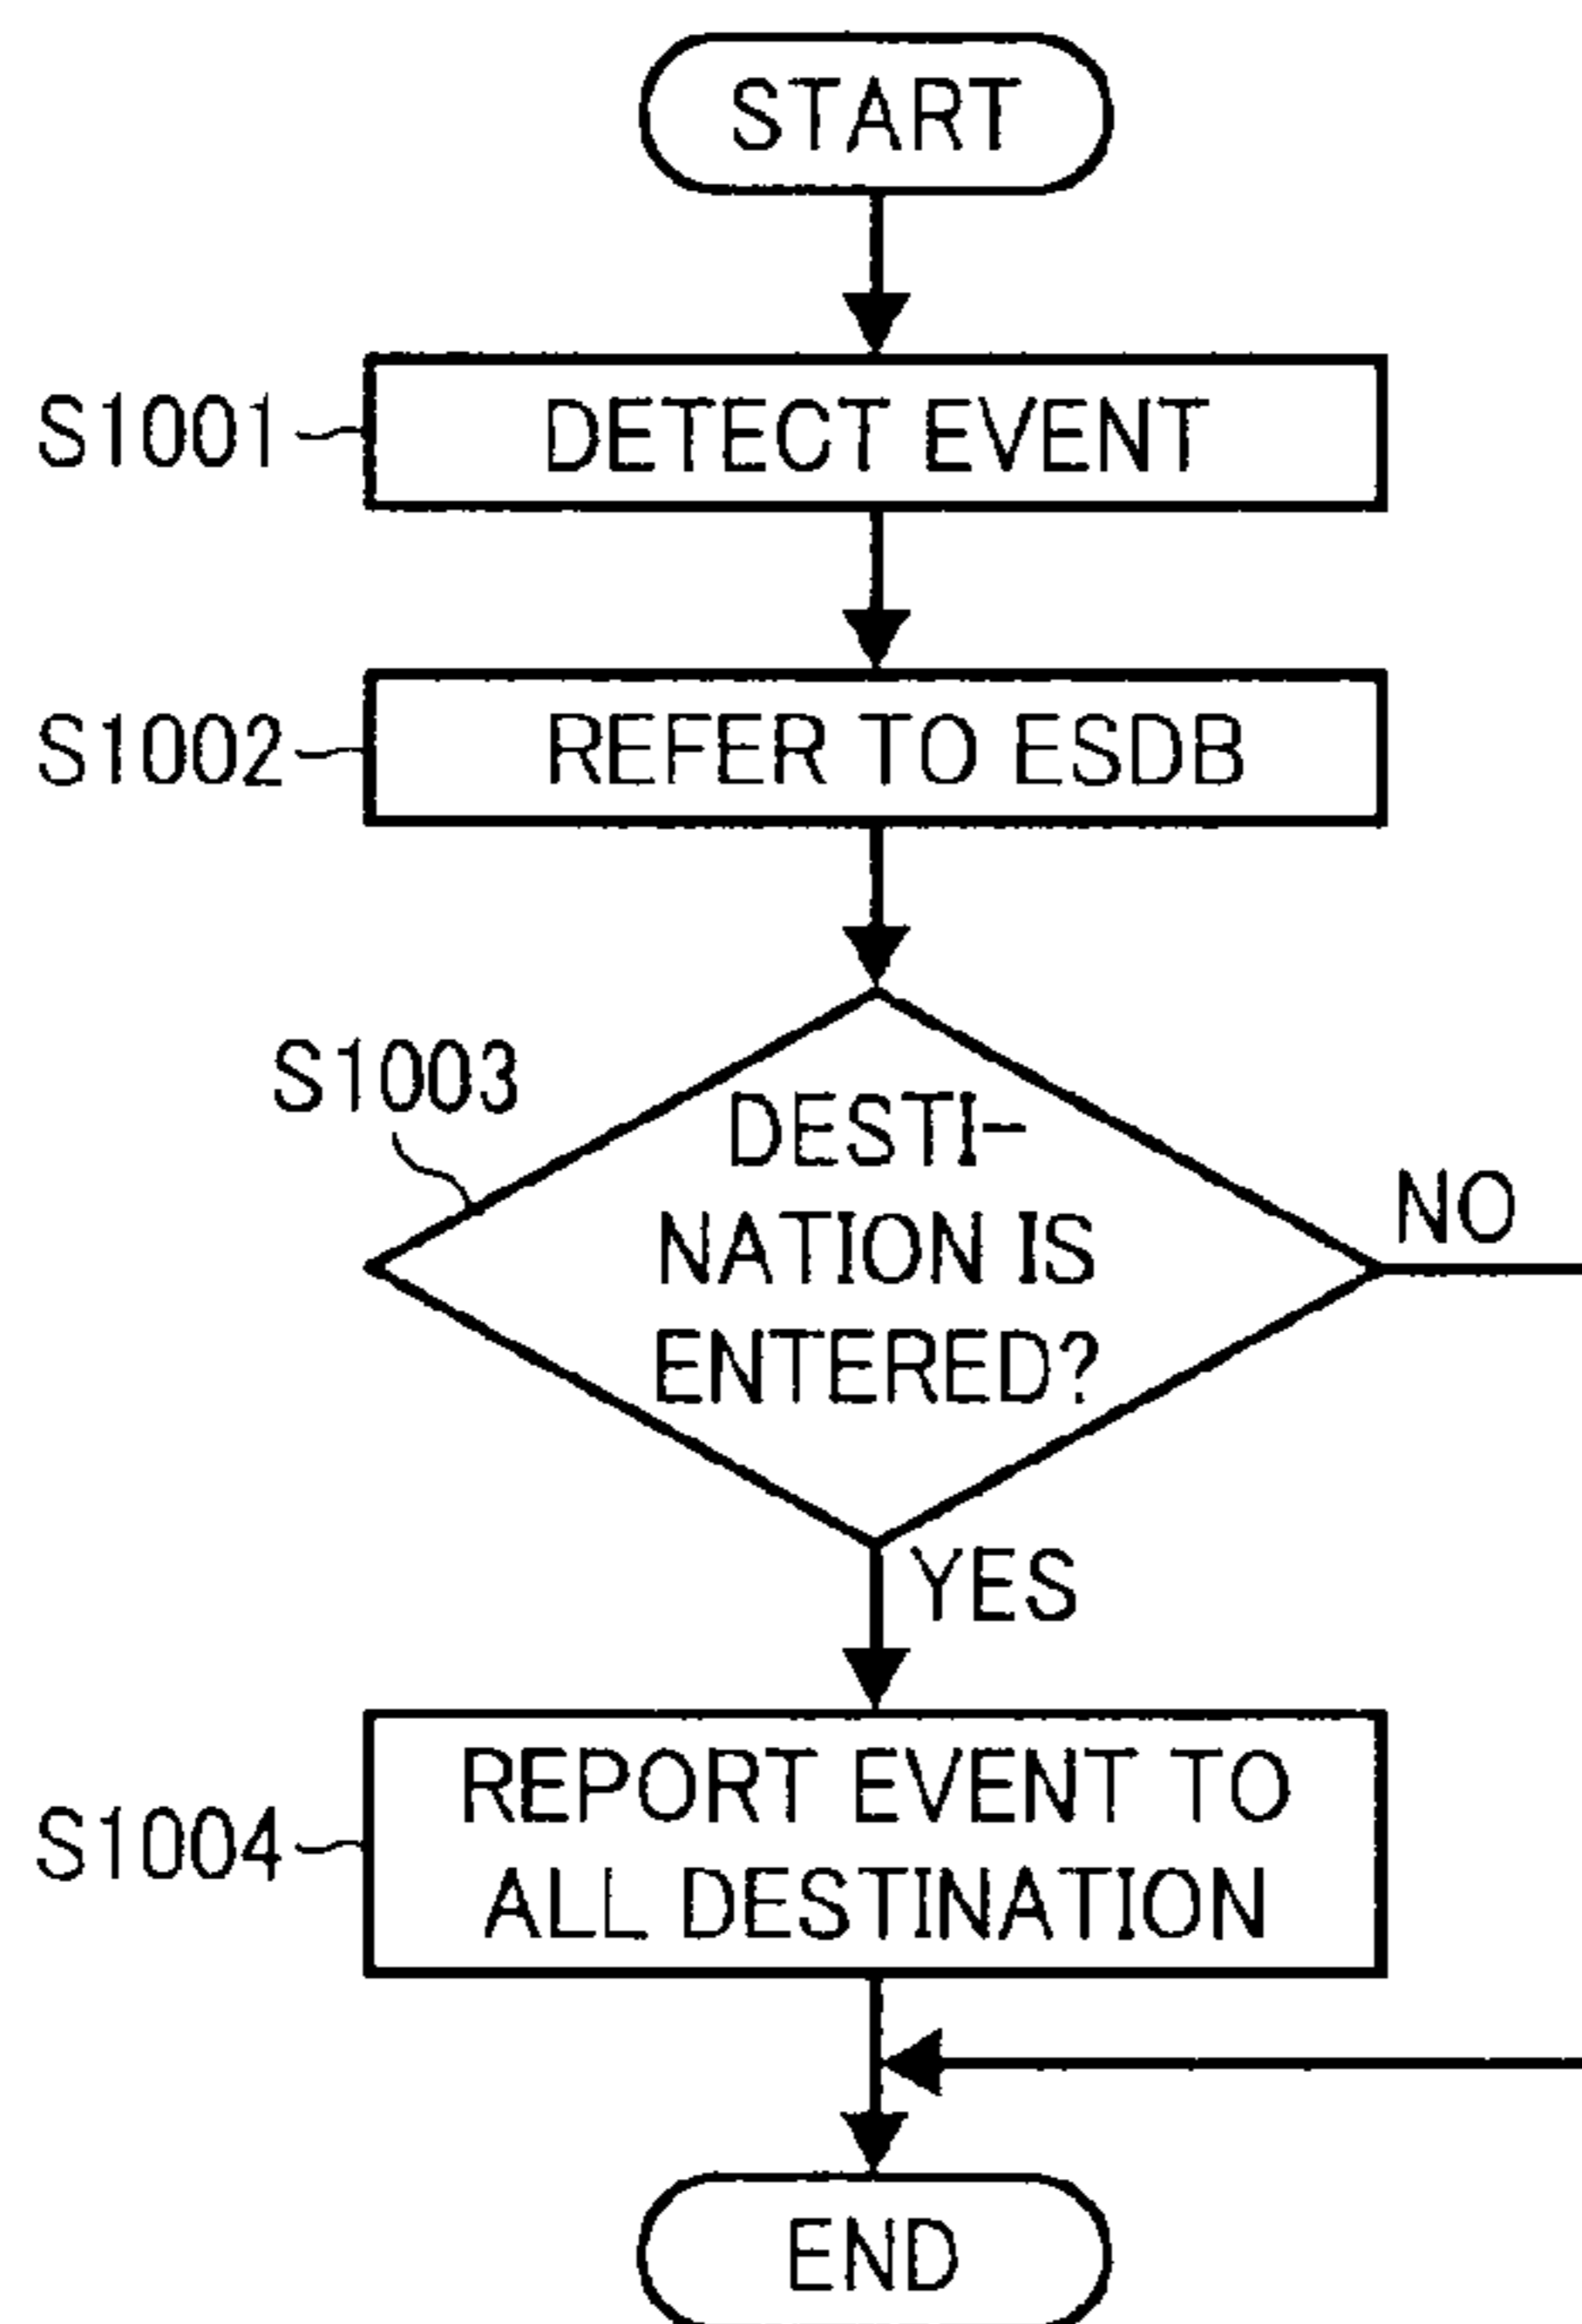 START
S1001
DETECT EVENT
S1002
REFER TO ESDB
S1003
DESTI-
NATION IS
ENTERED?
NO
YES
S1004
REPORT EVENT TO
ALL DESTINATION
END